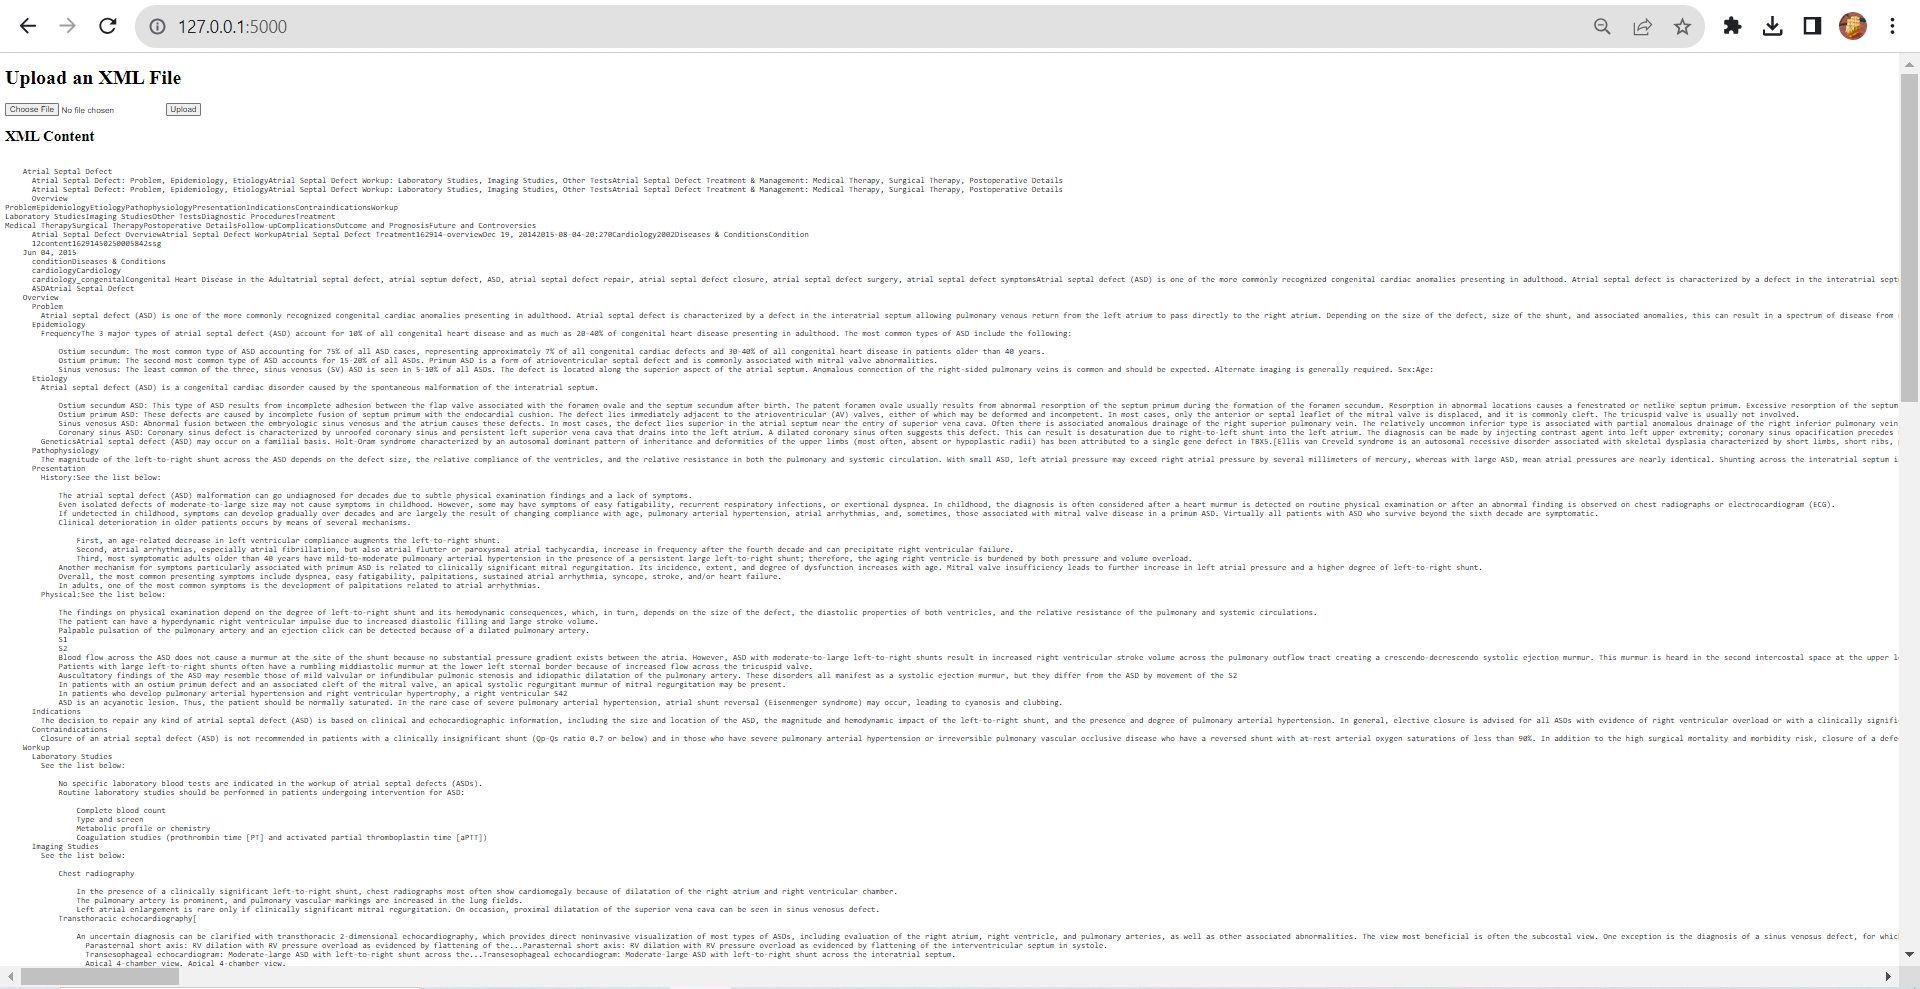 127.0.0.1:5000
Upload an XML File
Choose File No file chosen Upload
XML Content
Atrial Septal Defect
Atrial Septal Defect: Problem, Epidemiology, EtiologyAtrial Septal Defect Workup: Laboratory Studies, Imaging Studies, Other TestsAtrial Septal Defect Treatment & Management: Medical Therapy, Surgical Therapy, Postoperative Details
Atrial Septal Defect: Problem, Epidemiology, EtiologyAtrial Septal Defect Workup: Laboratory Studies, Imaging Studies, Other TestsAtrial Septal Defect Treatment & Management: Medical Therapy, Surgical Therapy, Postoperative Details
Overview
ProblemEpidemiologyEtiologyPathophysiologyPresentationIndicationsContraindicationsWorkup
Laboratory StudiesImaging StudiesOther TestsDiagnostic ProceduresTreatment
Medical TherapySurgical TherapyPostoperative DetailsFollow-upComplicationsOutcome and PrognosisFuture and Controversies
Atrial Septal Defect OverviewAtrial Septal Defect WorkupAtrial Septal Defect Treatment162914-overviewDec 19, 20142015-08-04-20:270Cardiology2002Diseases & ConditionsCondition
12content16291450250005842ssg
Jun 04, 2015
conditionDiseases & Conditions
cardiologyCardiology
cardiology_congenitalCongenital Heart Disease in the Adultatrial septal defect, atrial septum defect, ASD, atrial septal defect repair, atrial septal defect closure, atrial septal defect surgery, atrial septal defect symptomsAtrial septal defect (ASD) is one of the more commonly recognized congenital cardiac anomalies presenting in adulthood. Atrial septal defect is characterized by a defect in the interatrial sept
ASDAtrial Septal Defect
Overview
Problem
Atrial septal defect (ASD) is one of the more commonly recognized congenital cardiac anomalies presenting in adulthood. Atrial septal defect is characterized by a defect in the interatrial septum allowing pulmonary venous return from the left atrium to pass directly to the right atrium. Depending on the size of the defect, size of the shunt, and associated anomalies, this can result in a spectrum of disease from
Epidemiology
FrequencyThe 3 major types of atrial septal defect (ASD) account for 10% of all congenital heart disease and as much as 20-40% of congenital heart disease presenting in adulthood. The most common types of ASD include the following:
Ostium secundum: The most common type of ASD accounting for 75% of all ASD cases, representing approximately 7% of all congenital cardiac defects and 30-40% of all congenital heart disease in patients older than 40 years.
Ostium primum: The second most common type of ASD accounts for 15-20% of all ASDs. Primum ASD is a form of atrioventricular septal defect and is commonly associated with mitral valve abnormalities.
Sinus venosus: The least common of the three, sinus venosus (SV) ASD is seen in 5-10% of all ASDs. The defect is located along the superior aspect of the atrial septum. Anomalous connection of the right-sided pulmonary veins is common and should be expected. Alternate imaging is generally required. Sex:Age:
Etiology
Atrial septal defect (ASD) is a congenital cardiac disorder caused by the spontaneous malformation of the interatrial septum.
Ostium secundum ASD: This type of ASD results from incomplete adhesion between the flap valve associated with the foramen ovale and the septum secundum after birth. The patent foramen ovale usually results from abnormal resorption of the septum primum during the formation of the foramen secundum. Resorption in abnormal locations causes a fenestrated or netlike septum primum. Excessive resorption of the septum
Ostium primum ASD: These defects are caused by incomplete fusion of septum primum with the endocardial cushion. The defect lies immediately adjacent to the atrioventricular (AV) valves, either of which may be deformed and incompetent. In most cases, only the anterior or septal leaflet of the mitral valve is displaced, and it is commonly cleft. The tricuspid valve is usually not involved.
Sinus venosus ASD: Abnormal fusion between the embryologic sinus venosus and the atrium causes these defects. In most cases, the defect lies superior in the atrial septum near the entry of superior vena cava. Often there is associated anomalous drainage of the right superior pulmonary vein. The relatively uncommon inferior type is associated with partial anomalous drainage of the right inferior pulmonary vein
Coronary sinus ASD: Coronary sinus defect is characterized by unroofed coronary sinus and persistent left superior vena cava that drains into the left atrium. A dilated coronary sinus often suggests this defect. This can result is desaturation due to right-to-left shunt into the left atrium. The diagnosis can be made by injecting contrast agent into left upper extremity; coronary sinus opacification precedes
GeneticsAtrial septal defect (ASD) may occur on a familial basis. Holt-Oram syndrome characterized by an autosomal dominant pattern of inheritance and deformities of the upper limbs (most often, absent or hypoplastic radii) has been attributed to a single gene defect in TBX5.[Ellis van Creveld syndrome is an autosomal recessive disorder associated with skeletal dysplasia characterized by short limbs, short ribs,
Pathophysiology
The magnitude of the left-to-right shunt across the ASD depends on the defect size, the relative compliance of the ventricles, and the relative resistance in both the pulmonary and systemic circulation. With small ASD, left atrial pressure may exceed right atrial pressure by several millimeters of mercury, whereas with large ASD, mean atrial pressures are nearly identical. Shunting across the interatrial septum i
Presentation
History:See the list below:
The atrial septal defect (ASD) malformation can go undiagnosed for decades due to subtle physical examination findings and a lack of symptoms.
Even isolated defects of moderate-to-large size may not cause symptoms in childhood. However, some may have symptoms of easy fatigability, recurrent respiratory infections, or exertional dyspnea. In childhood, the diagnosis is often considered after a heart murmur is detected on routine physical examination or after an abnormal finding is observed on chest radiographs or electrocardiogram (ECG).
If undetected in childhood, symptoms can develop gradually over decades and are largely the result of changing compliance with age, pulmonary arterial hypertension, atrial arrhythmias, and, sometimes, those associated with mitral valve disease in a primum ASD. Virtually all patients with ASD who survive beyond the sixth decade are symptomatic.
Clinical deterioration in older patients occurs by means of several mechanisms.
First, an age-related decrease in left ventricular compliance augments the left-to-right shunt.
Second, atrial arrhythmias, especially atrial fibrillation, but also atrial flutter or paroxysmal atrial tachycardia, increase in frequency after the fourth decade and can precipitate right ventricular failure.
Third, most symptomatic adults older than 40 years have mild-to-moderate pulmonary arterial hypertension in the presence of a persistent large left-to-right shunt; therefore, the aging right ventricle is burdened by both pressure and volume overload.
Another mechanism for symptoms particularly associated with primum ASD is related to clinically significant mitral regurgitation. Its incidence, extent, and degree of dysfunction increases with age. Mitral valve insufficiency leads to further increase in left atrial pressure and a higher degree of left-to-right shunt.
Overall, the most common presenting symptoms include dyspnea, easy fatigability, palpitations, sustained atrial arrhythmia, syncope, stroke, and/or heart failure.
In adults, one of the most common symptoms is the development of palpitations related to atrial arrhythmias.
Physical:See the list below:
The findings on physical examination depend on the degree of left-to-right shunt and its hemodynamic consequences, which, in turn, depends on the size of the defect, the diastolic properties of both ventricles, and the relative resistance of the pulmonary and systemic circulations.
The patient can have a hyperdynamic right ventricular impulse due to increased diastolic filling and large stroke volume.
Palpable pulsation of the pulmonary artery and an ejection click can be detected because of a dilated pulmonary artery.
S1
S2
Blood flow across the ASD does not cause a murmur at the site of the shunt because no substantial pressure gradient exists between the atria. However, ASD with moderate-to-large left-to-right shunts result in increased right ventricular stroke volume across the pulmonary outflow tract creating a crescendo-decrescendo systolic ejection murmur. This murmur is heard in the second intercostal space at the upper l
Patients with large left-to-right shunts often have a rumbling middiastolic murmur at the lower left sternal border because of increased flow across the tricuspid valve.
Auscultatory findings of the ASD may resemble those of mild valvular or infundibular pulmonic stenosis and idiopathic dilatation of the pulmonary artery. These disorders all manifest as a systolic ejection murmur, but they differ from the ASD by movement of the S2
In patients with an ostium primum defect and an associated cleft of the mitral valve, an apical systolic regurgitant murmur of mitral regurgitation may be present.
In patients who develop pulmonary arterial hypertension and right ventricular hypertrophy, a right ventricular S42
ASD is an acyanotic lesion. Thus, the patient should be normally saturated. In the rare case of severe pulmonary arterial hypertension, atrial shunt reversal (Eisenmenger syndrome) may occur, leading to cyanosis and clubbing.
Indications
The decision to repair any kind of atrial septal defect (ASD) is based on clinical and echocardiographic information, including the size and location of the ASD, the magnitude and hemodynamic impact of the left-to-right shunt, and the presence and degree of pulmonary arterial hypertension. In general, elective closure is advised for all ASDs with evidence of right ventricular overload or with a clinically signifi
Contraindications
Closure of an atrial septal defect (ASD) is not recommended in patients with a clinically insignificant shunt (Qp-Qs ratio 0.7 or below) and in those who have severe pulmonary arterial hypertension or irreversible pulmonary vascular occlusive disease who have a reversed shunt with at-rest arterial oxygen saturations of less than 90%. In addition to the high surgical mortality and morbidity risk, closure of a defe
Workup
Laboratory Studies
See the list below:
No specific laboratory blood tests are indicated in the workup of atrial septal defects (ASDs).
Routine laboratory studies should be performed in patients undergoing intervention for ASD:
Complete blood count
Type and screen
Metabolic profile or chemistry
Coagulation studies (prothrombin time [PT] and activated partial thromboplastin time [aPTT])
Imaging Studies
See the list below:
Chest radiography
In the presence of a clinically significant left-to-right shunt, chest radiographs most often show cardiomegaly because of dilatation of the right atrium and right ventricular chamber.
The pulmonary artery is prominent, and pulmonary vascular markings are increased in the lung fields.
Left atrial enlargement is rare only if clinically significant mitral regurgitation. On occasion, proximal dilatation of the superior vena cava can be seen in sinus venosus defect.
Transthoracic echocardiography[
An uncertain diagnosis can be clarified with transthoracic 2-dimensional echocardiography, which provides direct noninvasive visualization of most types of ASDs, including evaluation of the right atrium, right ventricle, and pulmonary arteries, as well as other associated abnormalities. The view most beneficial is often the subcostal view. One exception is the diagnosis of a sinus venosus defect, for whic
Parasternal short axis: RV dilation with RV pressure overload as evidenced by flattening of the...Parasternal short axis: RV dilation with RV pressure overload as evidenced by flattening of the interventricular septum in systole.
Transesophageal echocardiogram: Moderate-large ASD with left-to-right shunt across the...Transesophageal echocardiogram: Moderate-large ASD with left-to-right shunt across the interatrial septum.
Apical 4-chamber view. Apical 4-chamber view.